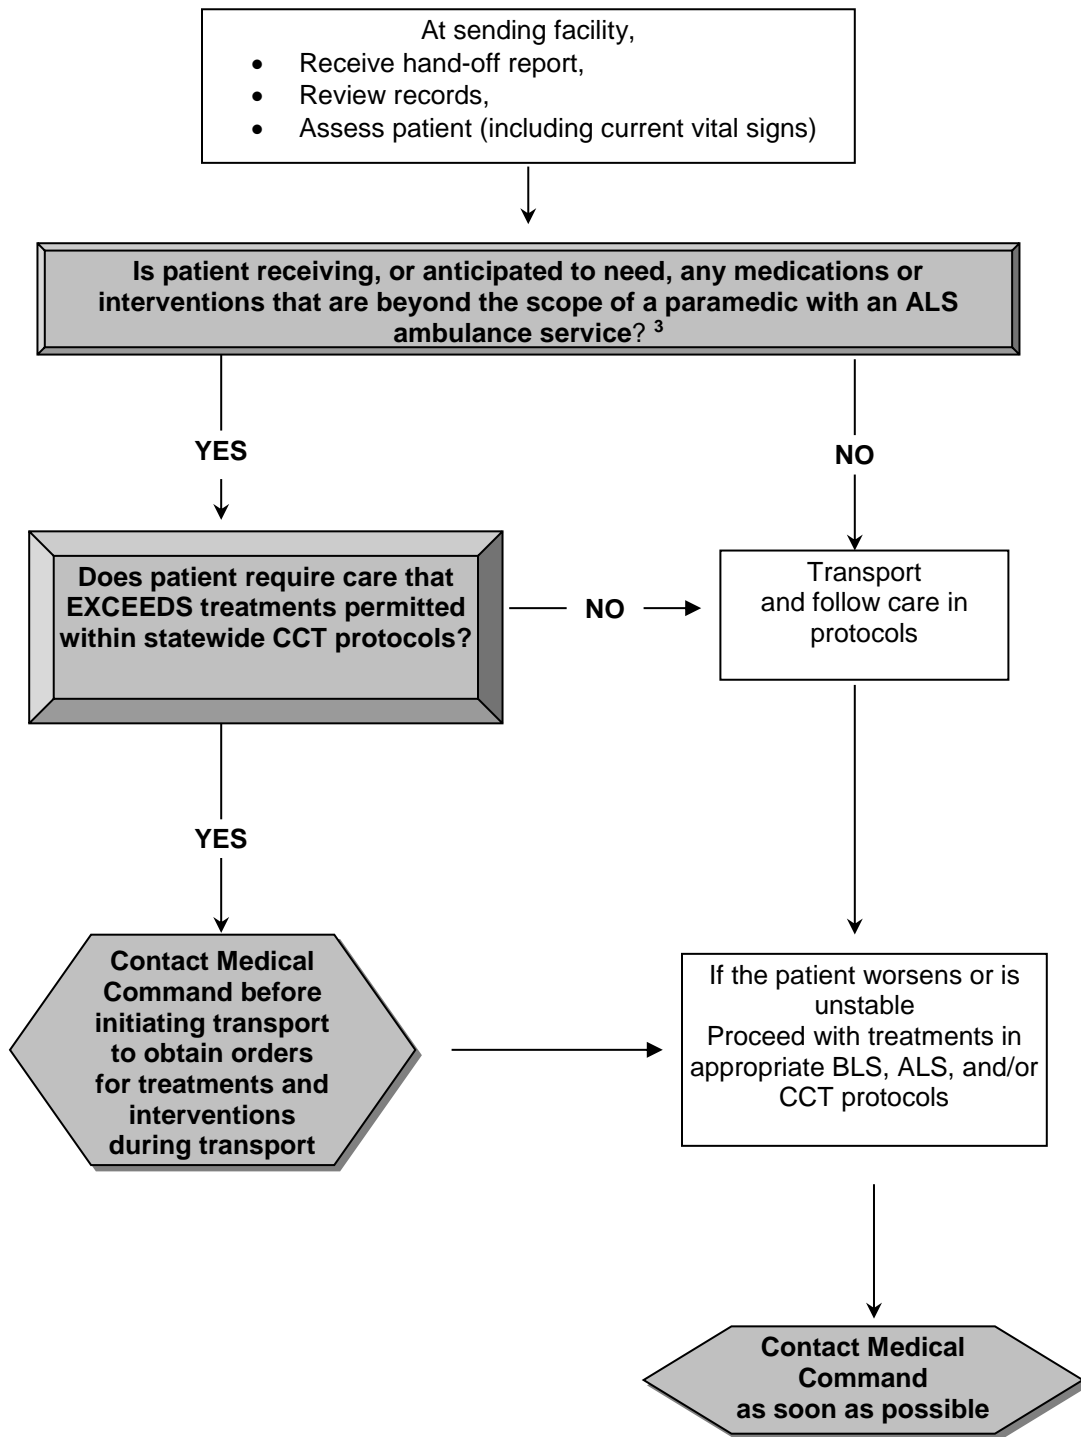 At sending facility,
• Receive hand-off report,
• Review records,
• Assess patient (including current vital signs)
Is patient receiving, or anticipated to need, any medications or
interventions that are beyond the scope of a paramedic with an ALS
ambulance service? 3
YES
NO
Does patient require care that
EXCEEDS treatments permitted
within statewide CCT protocols?
NO
Transport
and follow care in
protocols
YES
Contact Medical
Command before
initiating transport
to obtain orders
for treatments and
interventions
during transport
If the patient worsens or is
unstable
Proceed with treatments in
appropriate BLS, ALS, and/or
CCT protocols
Contact Medical
Command
as soon as possible